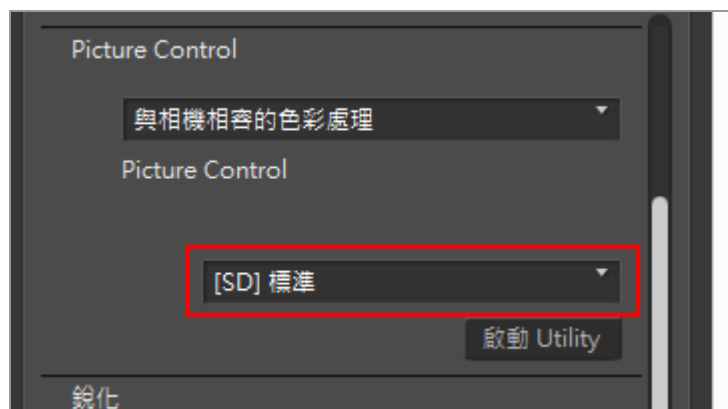 Picture Control
與相機相容的色彩處理
Picture Control
[SD] 標準
啟動 Utility
銳化